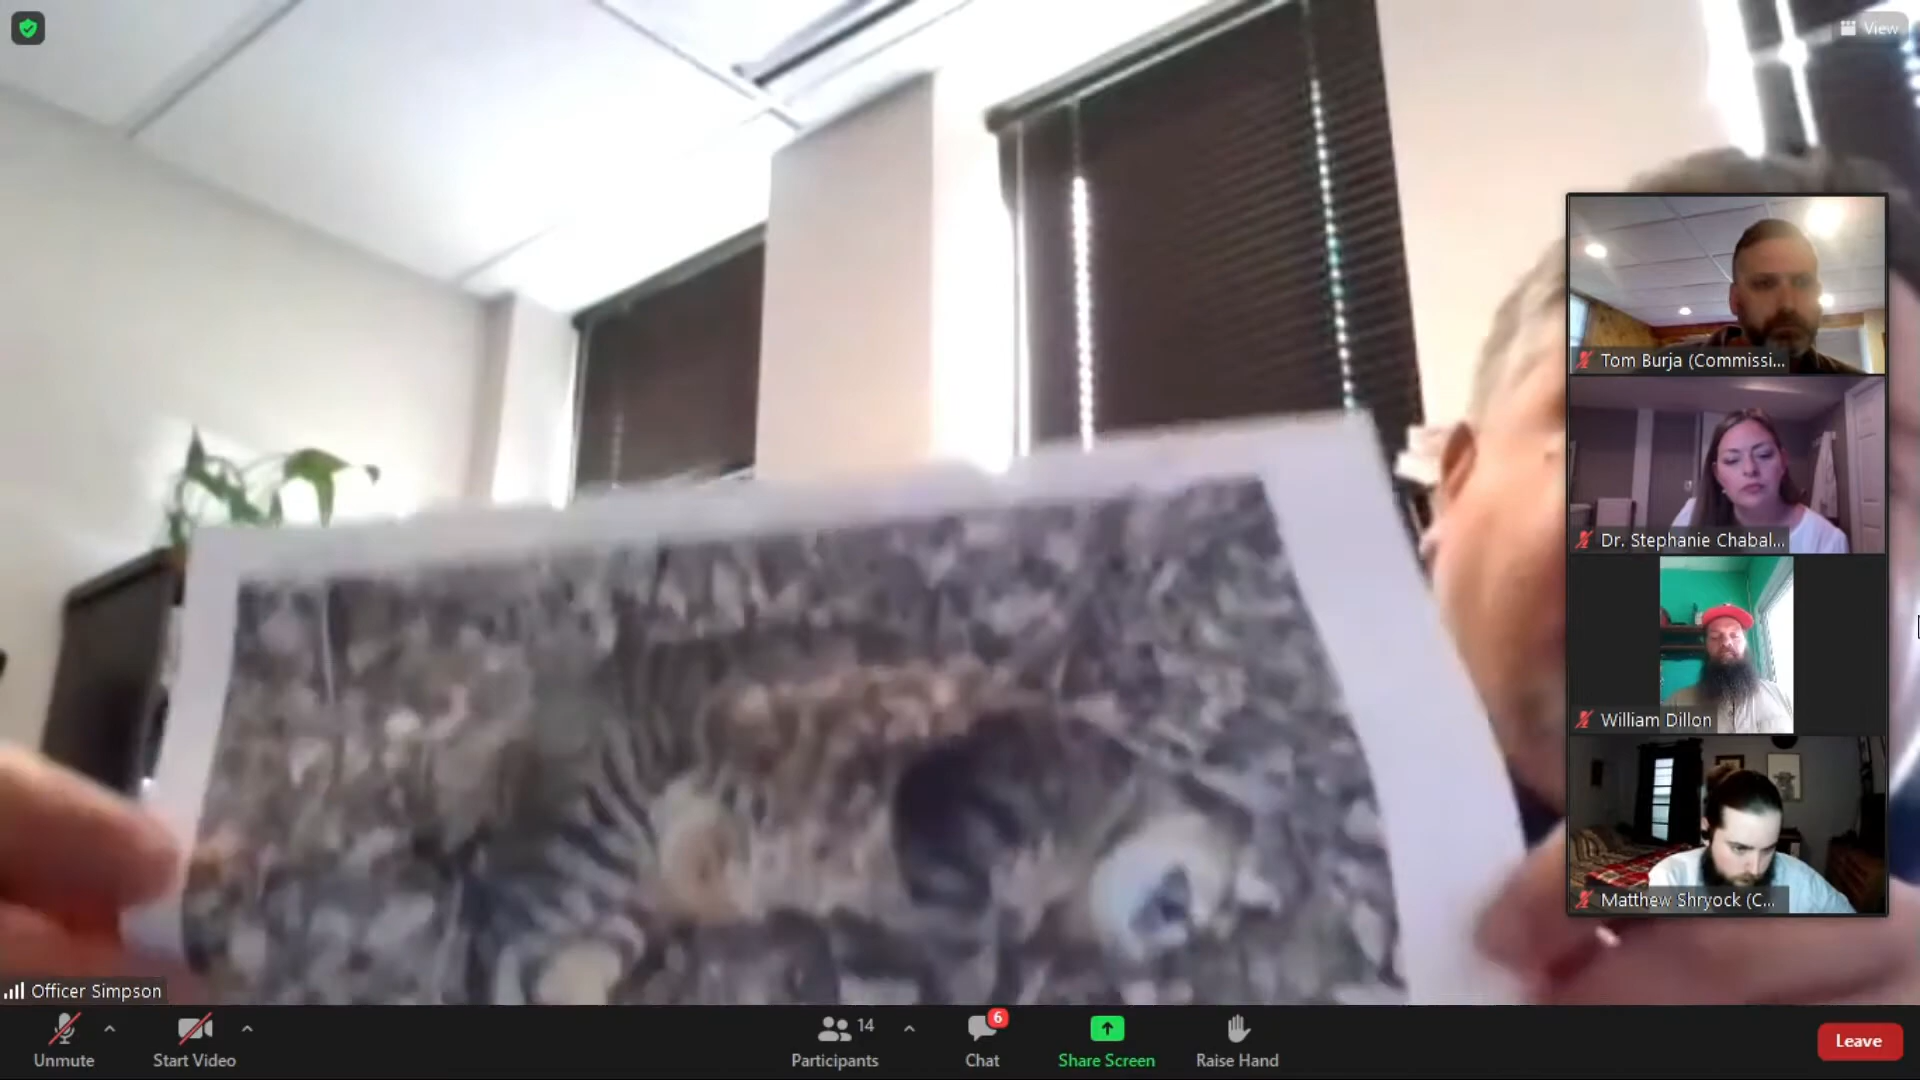 View
Tom Burja (Commissi...
Dr. Stephanie Chabal...
William Dillon
Matthew Shryock (C...
Officer Simpson
14
6
Unmute
Start Video
Participants
Chat
Share Screen
Raise Hand
Leave